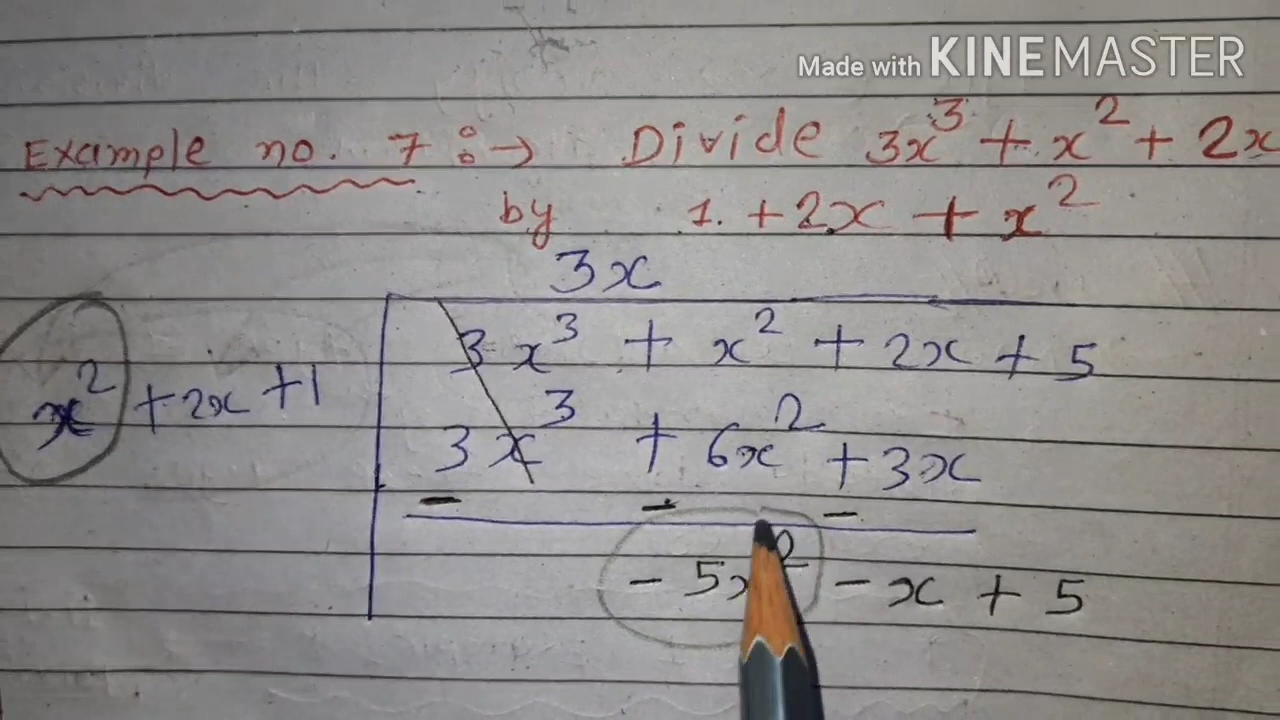 Made with KINEMASTER
Example no. 7 :→ Divide 3x³ + x² + 2x
by 1. + 2x + x²
3x
x² + 2x + 1 3x³ + x² + 2x + 5
3x³ + 6x² + 3x
− − −
− 5x² − x + 5